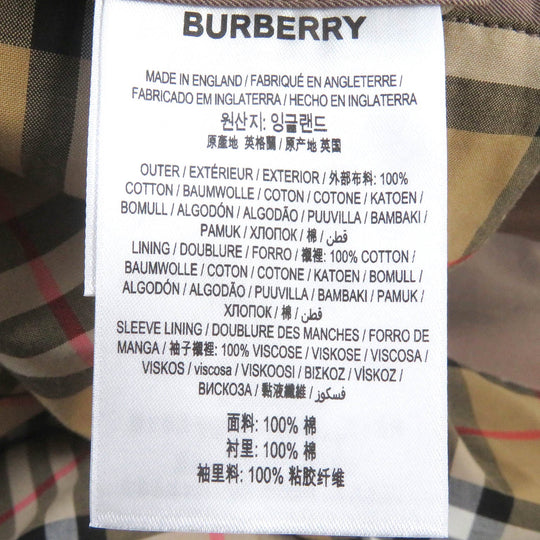 BURBERRY
MADE IN ENGLAND / FABRIQUÉ EN ANGLETERRE /
FABRICADO EM INGLATERRA / HECHO EN INGLATERRA
원산지: 잉글랜드
原產地 英格蘭 / 原产地 英国
OUTER / EXTÉRIEUR / EXTERIOR / 外部布料: 100%
COTTON / BAUMWOLLE / COTON / COTONE / KATOEN /
BOMULL / ALGODÓN / ALGODÃO / PUUVILLA / BAMBAKI /
PAMUK / ХЛОПОК / 棉 / قطن /
LINING / DOUBLURE / FORRO / 襯裡: 100% COTTON /
BAUMWOLLE / COTON / COTONE / KATOEN / BOMULL /
ALGODÓN / ALGODÃO / PUUVILLA / BAMBAKI / PAMUK /
ХЛОПОК / 棉 / قطن /
SLEEVE LINING / DOUBLURE DES MANCHES / FORRO DE
MANGA / 袖子襯裡: 100% VISCOSE / VISKOSE / VISCOSA /
VISKOS / viscosa / VISKOOSI / ΒΙΣΚΟΖ / VİSKOZ /
ВИСКОЗА / 黏液纖維 / فسكوز /
面料: 100% 棉
衬里: 100% 棉
袖里料: 100% 粘胶纤维